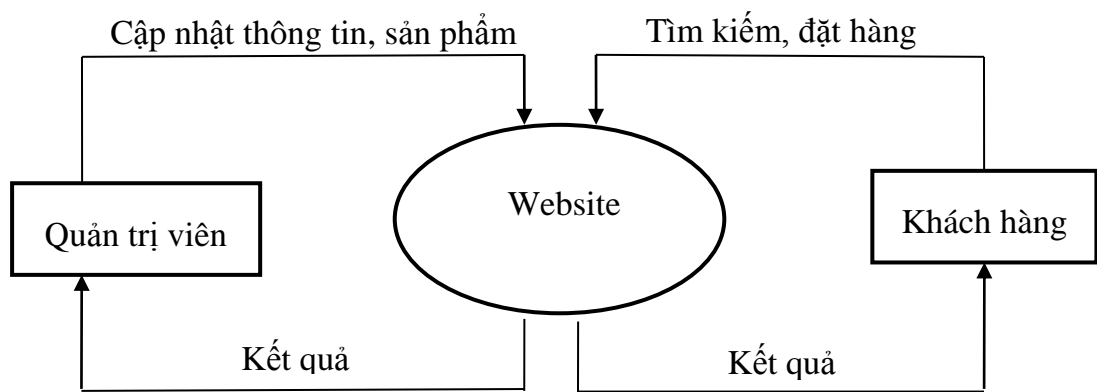 Cập nhật thông tin, sản phẩm
Tìm kiếm, đặt hàng
Website
Quản trị viên
Khách hàng
Kết quả
Kết quả